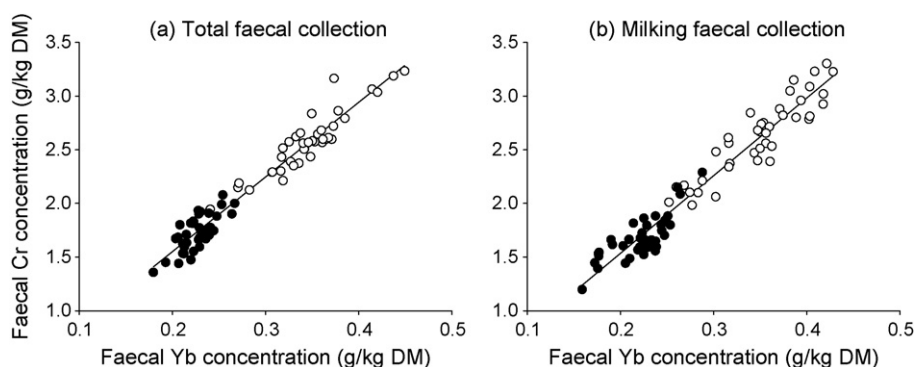 (a) Total faecal collection
(b) Milking faecal collection
Faecal Cr concentration (g/kg DM)
3.5
3.0
2.5
2.0
1.5
1.0
0.1 0.2 0.3 0.4 0.5
Faecal Yb concentration (g/kg DM)
3.5
3.0
2.5
2.0
1.5
1.0
0.1 0.2 0.3 0.4 0.5
Faecal Yb concentration (g/kg DM)